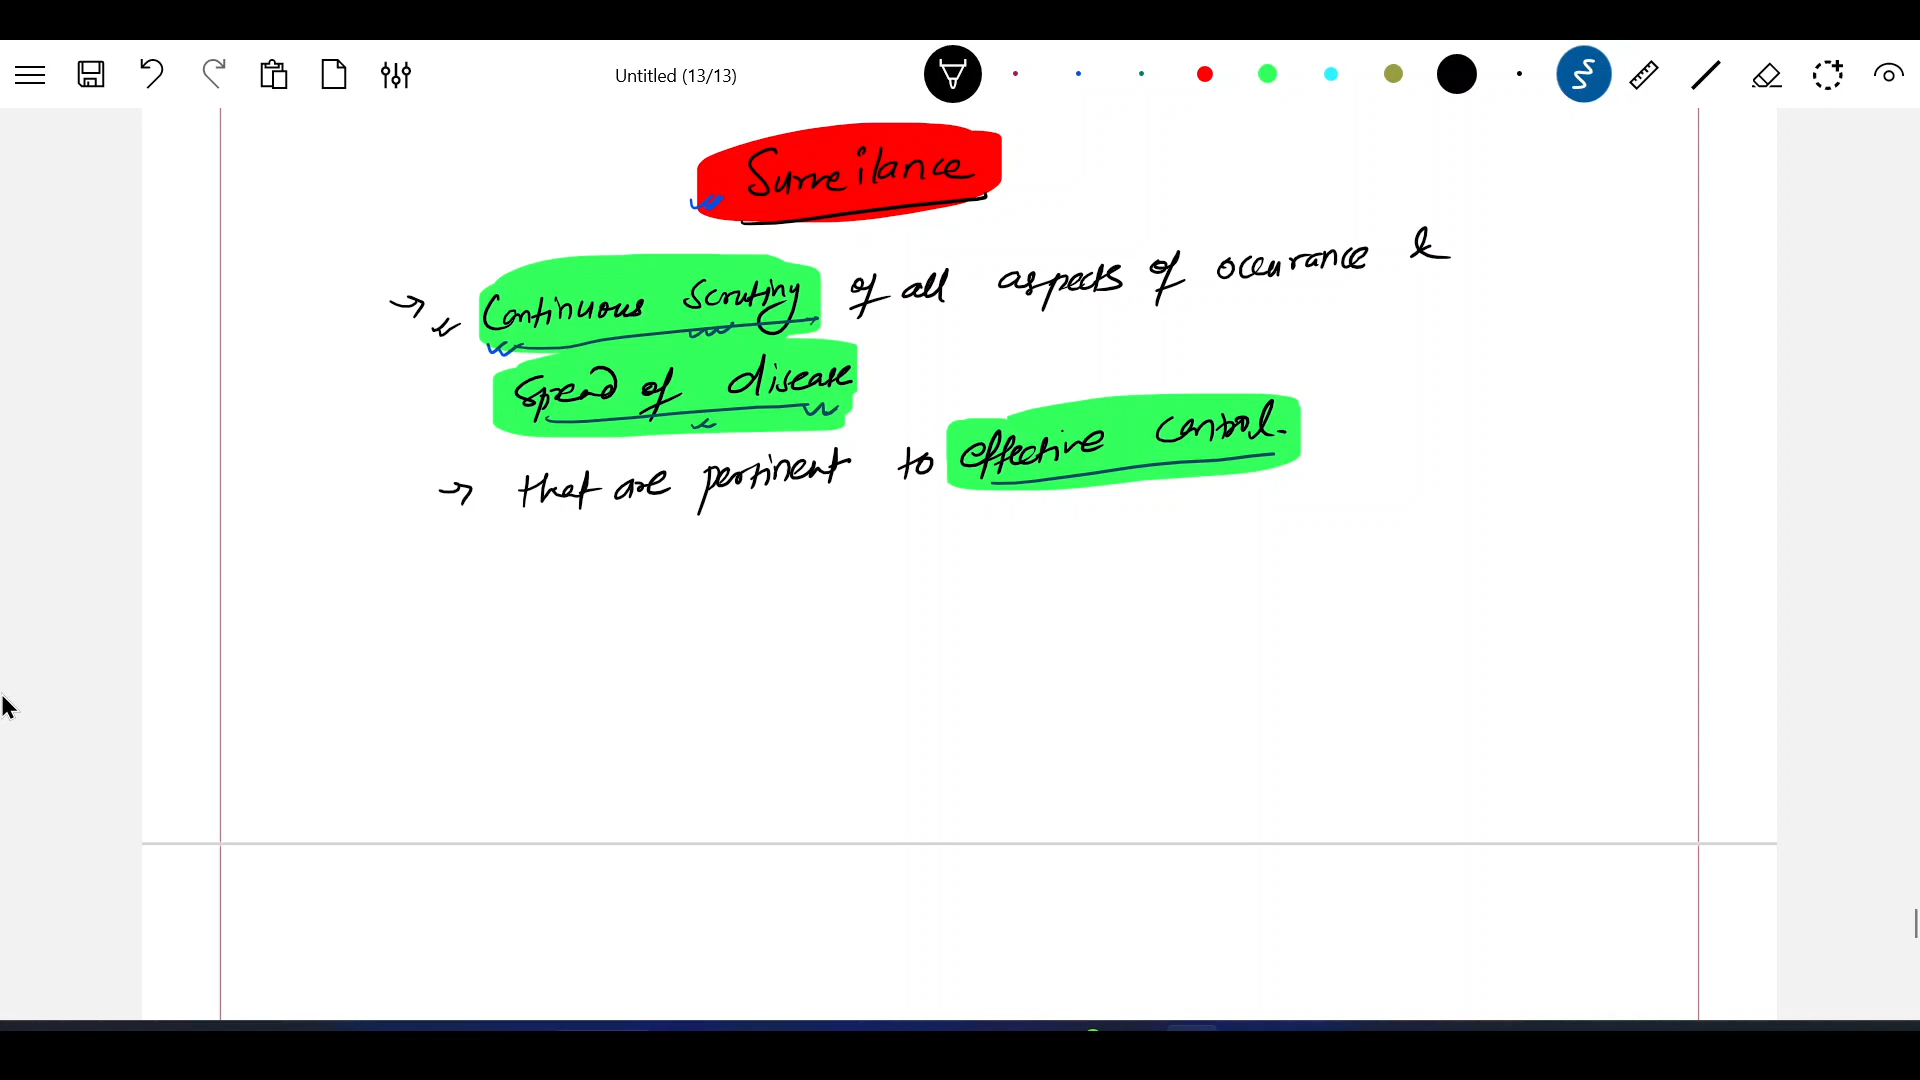 Untitled (13/13)
Surveilance
→ Continuous Scrutiny of all aspects of occurance &
Spread of disease
→ that are pertinent to effective control.